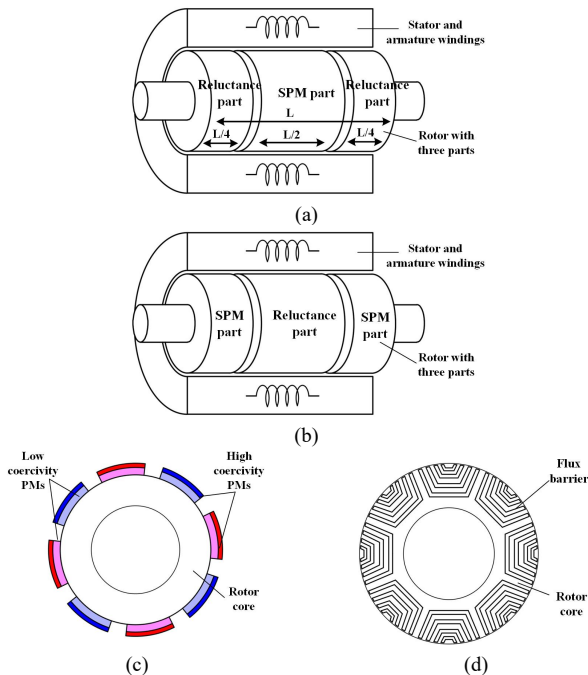 Stator and
armature windings
Reluctance
part
SPM part
Reluctance
part
L
L/4
L/2
L/4
Rotor with
three parts
(a)
Stator and
armature windings
SPM
part
Reluctance
part
SPM
part
Rotor with
three parts
(b)
Low
coercivity
PMs
High
coercivity
PMs
Rotor
core
(c)
Flux
barrier
Rotor
core
(d)